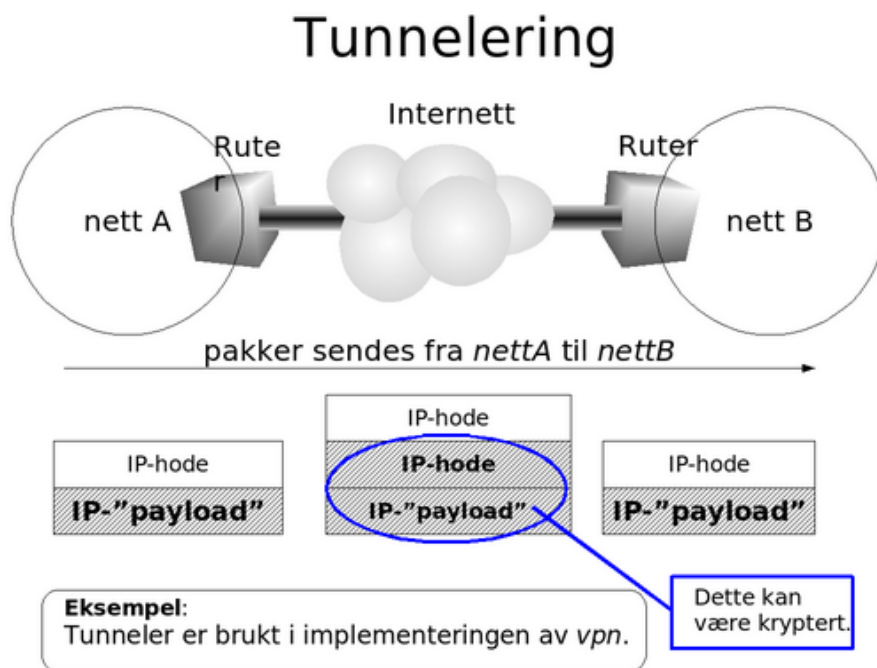 Tunnelering
Internett
Rute
r
Ruter
nett A
nett B
pakker sendes fra nettA til nettB
IP-hode
IP-"payload"
IP-hode
IP-hode
IP-"payload"
IP-hode
IP-"payload"
Eksempel:
Tunneler er brukt i implementeringen av vpn.
Dette kan
være kryptert.